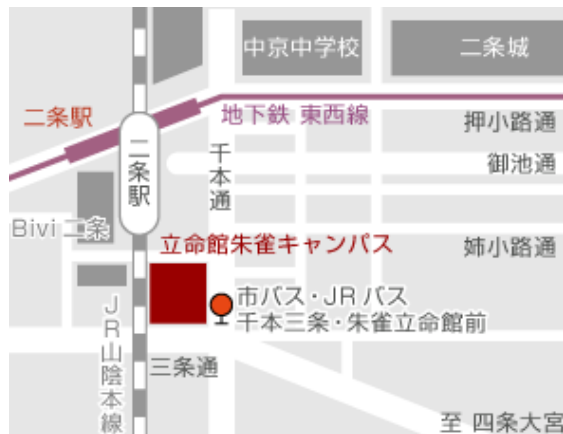 中京中学校
二条城
二条駅
地下鉄 東西線
押小路通
二条駅
千本通
御池通
Bivi 二条
立命館朱雀キャンパス
姉小路通
市バス・JRバス
千本三条・朱雀立命館前
JR山陰本線
三条通
至 四条大宮